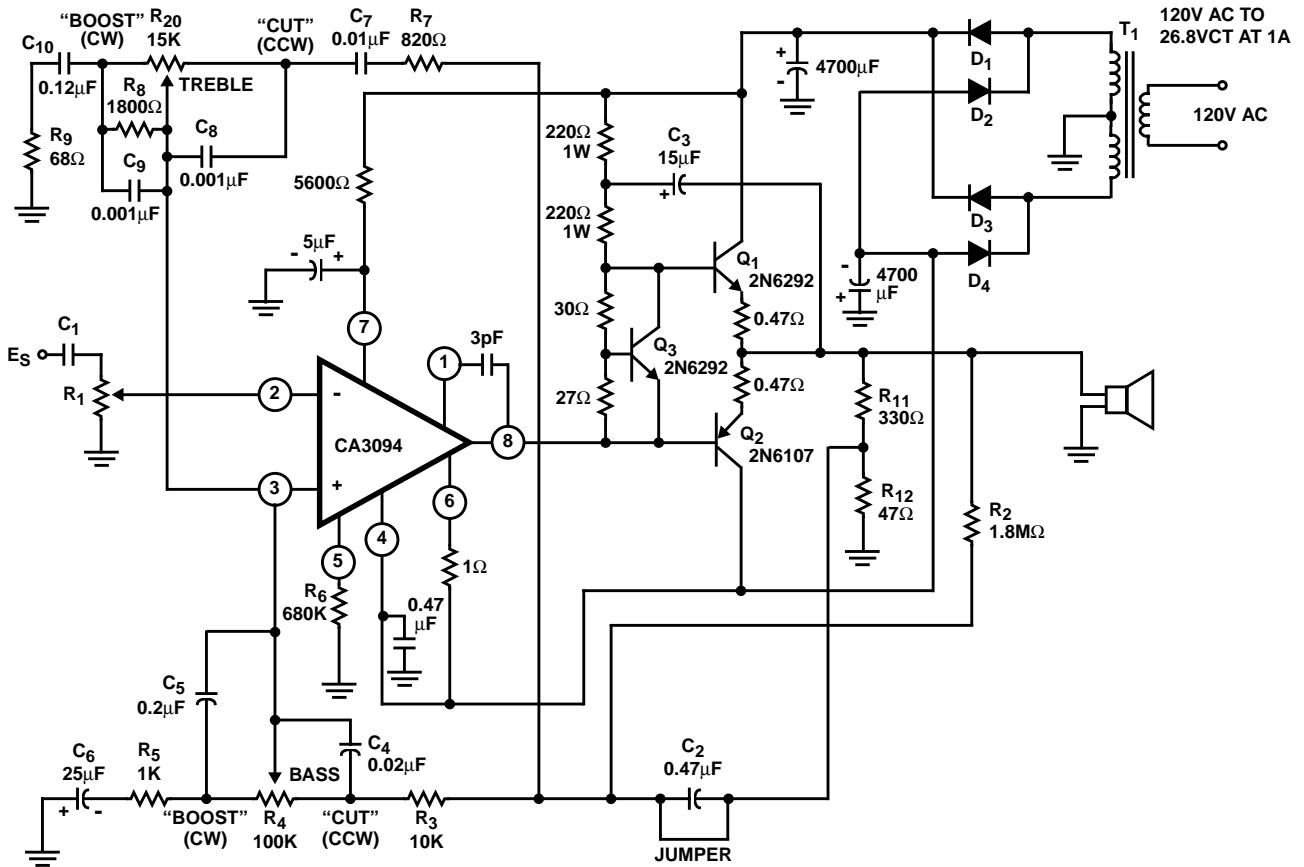 "BOOST"
(CW)
R20
15K
"CUT"
(CCW)
C7
0.01μF
R7
820Ω
C10
0.12μF
TREBLE
R8
1800Ω
R9
68Ω
C8
0.001μF
C9
0.001μF
5600Ω
220Ω
1W
C3
15μF
+
220Ω
1W
+
-
4700μF
D1
D2
T1
120V AC TO
26.8VCT AT 1A
120V AC
D3
D4
-
+
4700
μF
- 5μF +
7
Q1
2N6292
30Ω
0.47Ω
Q3
2N6292
27Ω
0.47Ω
Q2
2N6107
C1
ES
R1
2
-
1
3pF
CA3094
8
3
+
6
5
4
R6
680K
1Ω
0.47
μF
R11
330Ω
R12
47Ω
R2
1.8MΩ
C5
0.2μF
C4
0.02μF
C6
25μF
+ -
R5
1K
BASS
"BOOST"
(CW)
R4
100K
"CUT"
(CCW)
R3
10K
C2
0.47μF
JUMPER